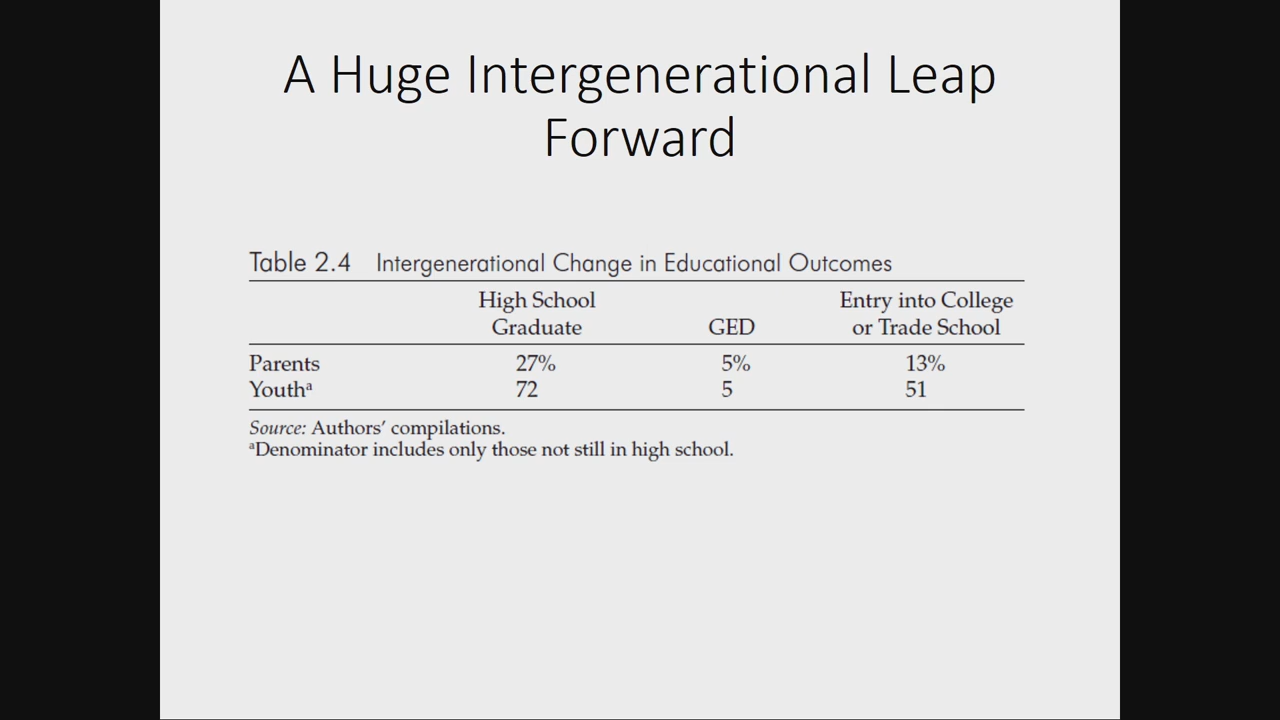 A Huge Intergenerational Leap
Forward
Table 2.4 Intergenerational Change in Educational Outcomes
High School Entry into College
Graduate GED or Trade School
Parents 27% 5% 13%
Youthᵃ 72 5 51
Source: Authors’ compilations.
ᵃDenominator includes only those not still in high school.